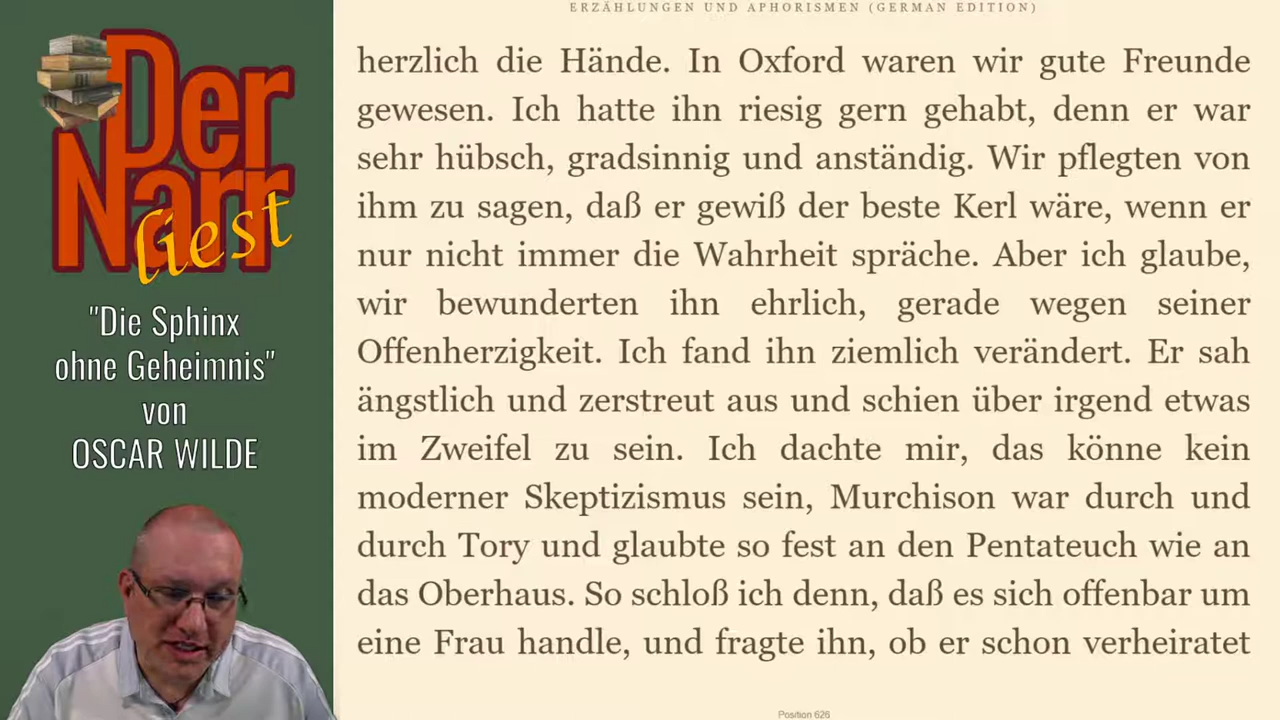 Der
Narr
liest
"Die Sphinx
ohne Geheimnis"
von
OSCAR WILDE
ERZÄHLUNGEN UND APHORISMEN (GERMAN EDITION)
herzlich die Hände. In Oxford waren wir gute Freunde
gewesen. Ich hatte ihn riesig gern gehabt, denn er war
sehr hübsch, gradsinnig und anständig. Wir pflegten von
ihm zu sagen, daß er gewiß der beste Kerl wäre, wenn er
nur nicht immer die Wahrheit spräche. Aber ich glaube,
wir bewunderten ihn ehrlich, gerade wegen seiner
Offenherzigkeit. Ich fand ihn ziemlich verändert. Er sah
ängstlich und zerstreut aus und schien über irgend etwas
im Zweifel zu sein. Ich dachte mir, das könne kein
moderner Skeptizismus sein, Murchison war durch und
durch Tory und glaubte so fest an den Pentateuch wie an
das Oberhaus. So schloß ich denn, daß es sich offenbar um
eine Frau handle, und fragte ihn, ob er schon verheiratet
Position 626